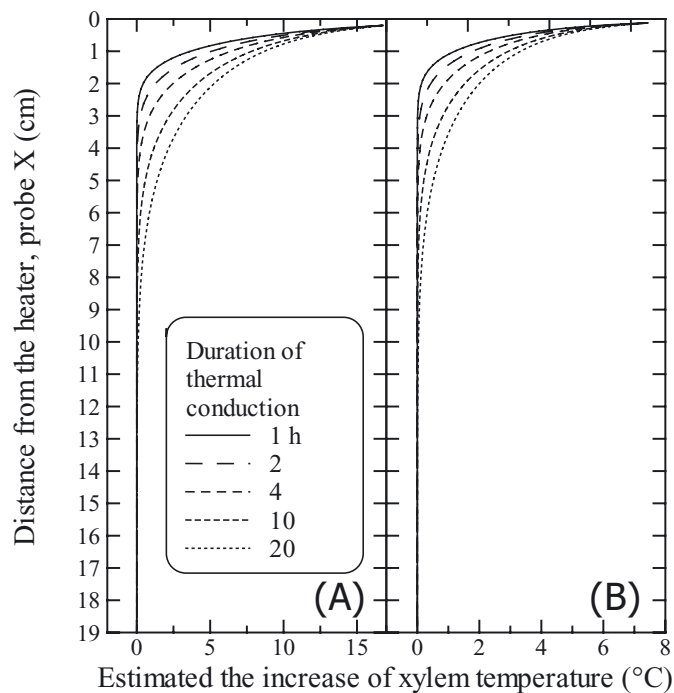 Distance from the heater, probe X (cm)
0
1
2
3
4
5
6
7
8
9
10
11
12
13
14
15
16
17
18
19
Duration of
thermal
conduction
1 h
2
4
10
20
(A)
(B)
0 5 10 15
0 2 4 6 8
Estimated the increase of xylem temperature (°C)